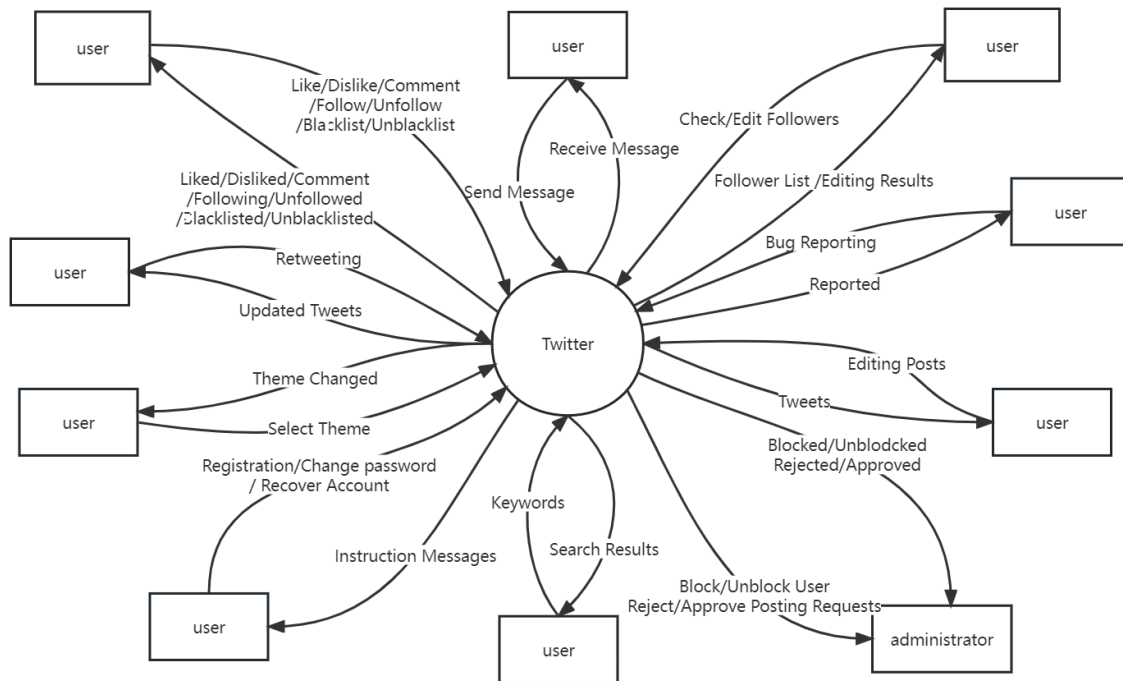 user
user
user
Like/Dislike/Comment
/Follow/Unfollow
/Blacklist/Unblacklist
Check/Edit Followers
Receive Message
Liked/Disliked/Comment
/Following/Unfollowed
/Blacklisted/Unblacklisted
Send Message
Follower List /Editing Results
user
Bug Reporting
user
Retweeting
Reported
Updated Tweets
Twitter
Editing Posts
Theme Changed
Tweets
user
Select Theme
user
Blocked/Unblodcked
Rejected/Approved
Registration/Change password
/ Recover Account
Keywords
Search Results
Instruction Messages
Block/Unblock User
Reject/Approve Posting Requests
user
user
administrator